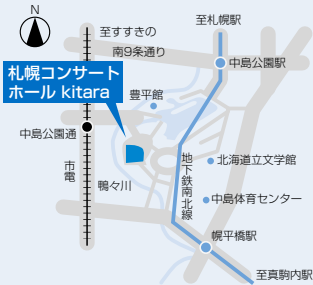 N
至札幌駅
至すすきの
南9条通り
中島公園駅
札幌コンサート
ホール kitara
豊平館
中島公園通
北海道立文学館
市電
鴨々川
地下鉄南北線
中島体育センター
幌平橋駅
至真駒内駅